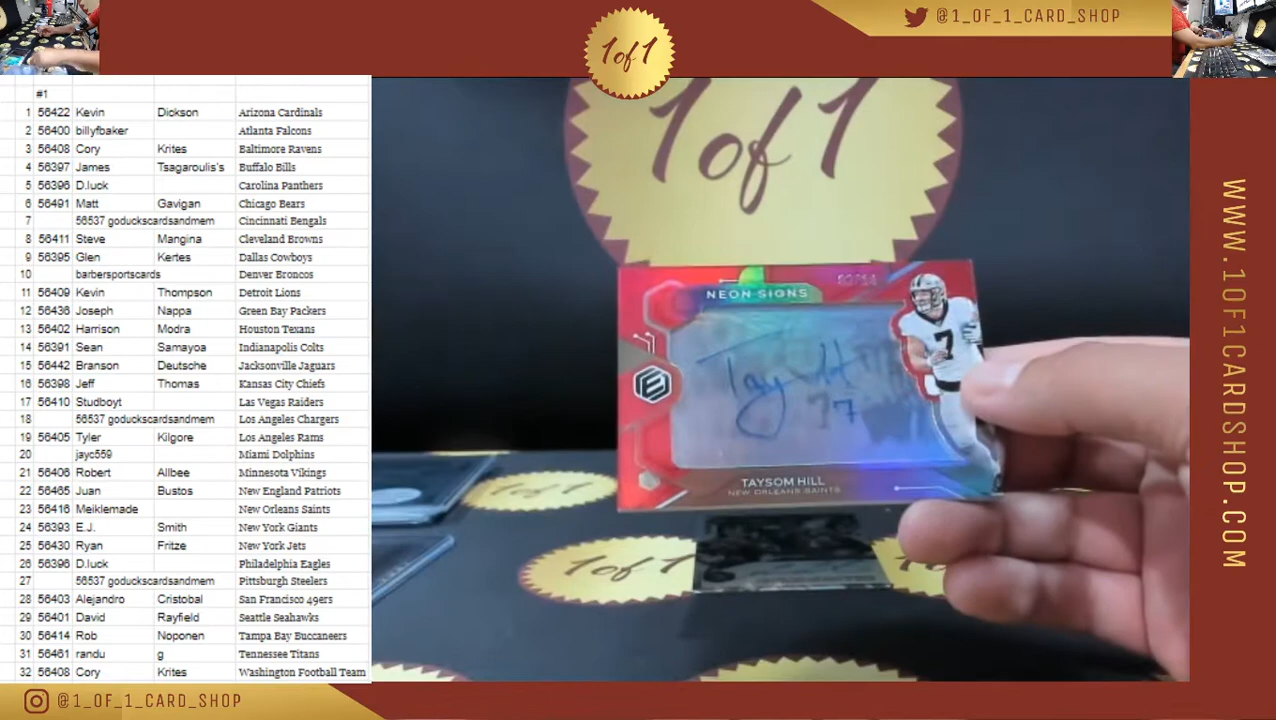 @1_OF_1_CARD_SHOP
1of1
#1
1 56422 Kevin Dickson Arizona Cardinals
2 56400 billyfbaker Atlanta Falcons
3 56408 Cory Krites Baltimore Ravens
4 56397 James Tsagaroulis's Buffalo Bills
5 56396 D.luck Carolina Panthers
6 56491 Matt Gavigan Chicago Bears
7 56537 goduckscardsandmem Cincinnati Bengals
8 56411 Steve Mangina Cleveland Browns
9 56395 Glen Kertes Dallas Cowboys
10 barbersportscards Denver Broncos
11 56409 Kevin Thompson Detroit Lions
12 56436 Joseph Nappa Green Bay Packers
13 56402 Harrison Modra Houston Texans
14 56391 Sean Samayoa Indianapolis Colts
15 56442 Branson Deutsche Jacksonville Jaguars
16 56398 Jeff Thomas Kansas City Chiefs
17 56410 Studboyt Las Vegas Raiders
18 56537 goduckscardsandmem Los Angeles Chargers
19 56405 Tyler Kilgore Los Angeles Rams
20 jayc559 Miami Dolphins
21 56406 Robert Allbee Minnesota Vikings
22 56465 Juan Bustos New England Patriots
23 56416 Meiklemade New Orleans Saints
24 56393 E.J. Smith New York Giants
25 56430 Ryan Fritze New York Jets
26 56396 D.luck Philadelphia Eagles
27 56537 goduckscardsandmem Pittsburgh Steelers
28 56403 Alejandro Cristobal San Francisco 49ers
29 56401 David Rayfield Seattle Seahawks
30 56414 Rob Noponen Tampa Bay Buccaneers
31 56461 randu g Tennessee Titans
32 56408 Cory Krites Washington Football Team
1of1
NEON SIGNS
7
E
TAYSOM HILL
NEW ORLEANS SAINTS
1of1
1of1
WWW.1OF1CARDSHOP.COM
@1_OF_1_CARD_SHOP